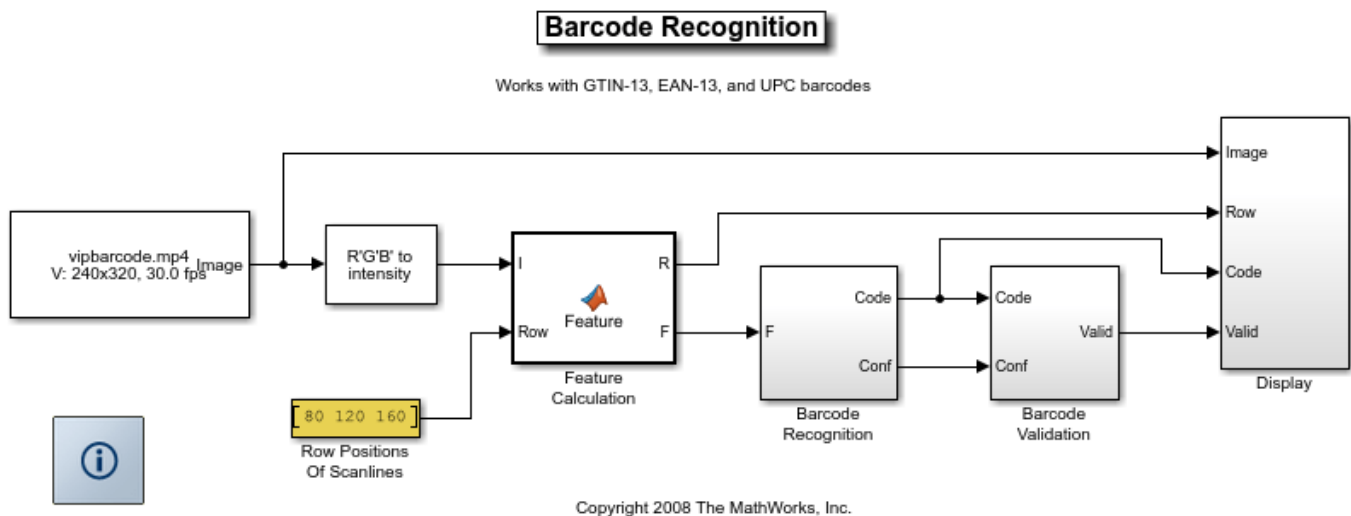 Barcode Recognition
Works with GTIN-13, EAN-13, and UPC barcodes
vipbarcode.mp4
V: 240x320, 30.0 fps
Image
R'G'B' to
intensity
I
Row
Feature
R
F
Feature
Calculation
[80 120 160]
Row Positions
Of Scanlines
F
Code
Conf
Barcode
Recognition
Code
Conf
Valid
Barcode
Validation
Image
Row
Code
Valid
Display
i
Copyright 2008 The MathWorks, Inc.